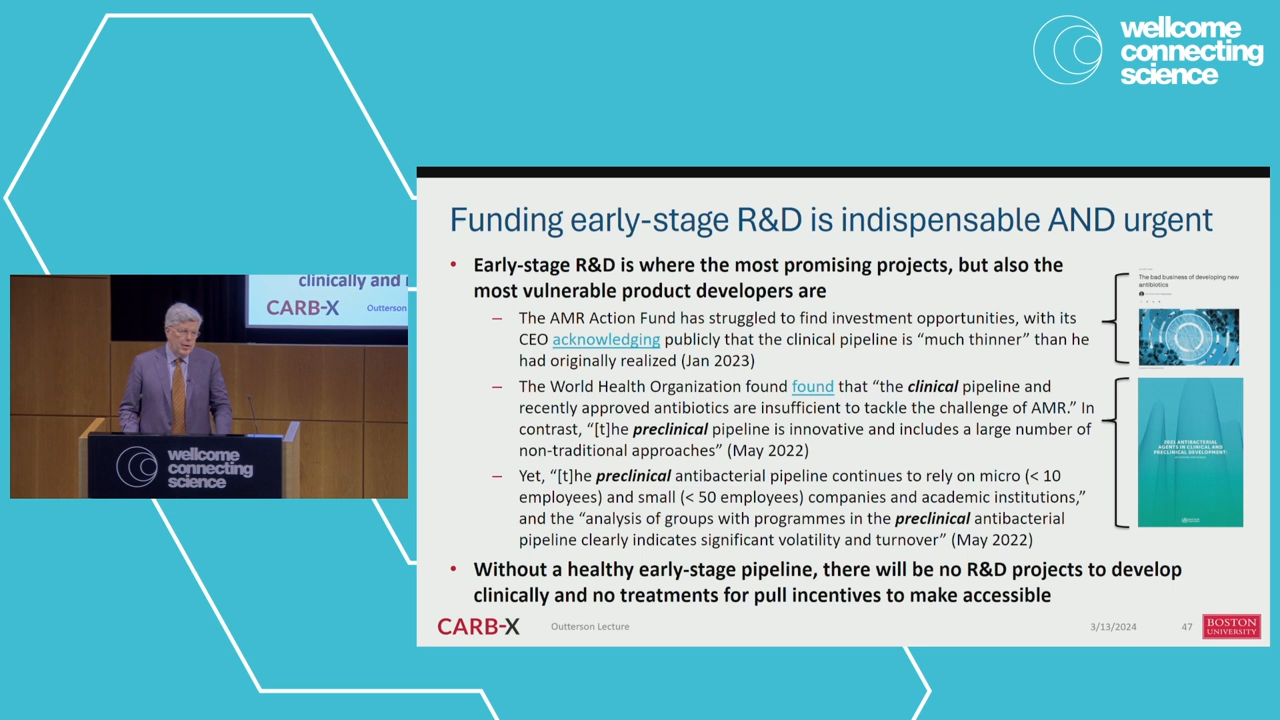 wellcome
connecting
science
Funding early-stage R&D is indispensable AND urgent
• Early-stage R&D is where the most promising projects, but also the
most vulnerable product developers are
– The AMR Action Fund has struggled to find investment opportunities, with its
CEO acknowledging publicly that the clinical pipeline is “much thinner” than he
had originally realized (Jan 2023)
– The World Health Organization found found that “the clinical pipeline and
recently approved antibiotics are insufficient to tackle the challenge of AMR.” In
contrast, “[t]he preclinical pipeline is innovative and includes a large number of
non-traditional approaches” (May 2022)
– Yet, “[t]he preclinical antibacterial pipeline continues to rely on micro (< 10
employees) and small (< 50 employees) companies and academic institutions,”
and the “analysis of groups with programmes in the preclinical antibacterial
pipeline clearly indicates significant volatility and turnover” (May 2022)
• Without a healthy early-stage pipeline, there will be no R&D projects to develop
clinically and no treatments for pull incentives to make accessible
The bad business of developing new
antibiotics
2021 ANTIBACTERIAL
AGENTS IN CLINICAL AND
PRECLINICAL DEVELOPMENT:
CARB-X
Outterson Lecture
3/13/2024
47
BOSTON
UNIVERSITY
clinically and
CARB-X
Outterson
wellcome
connecting
science